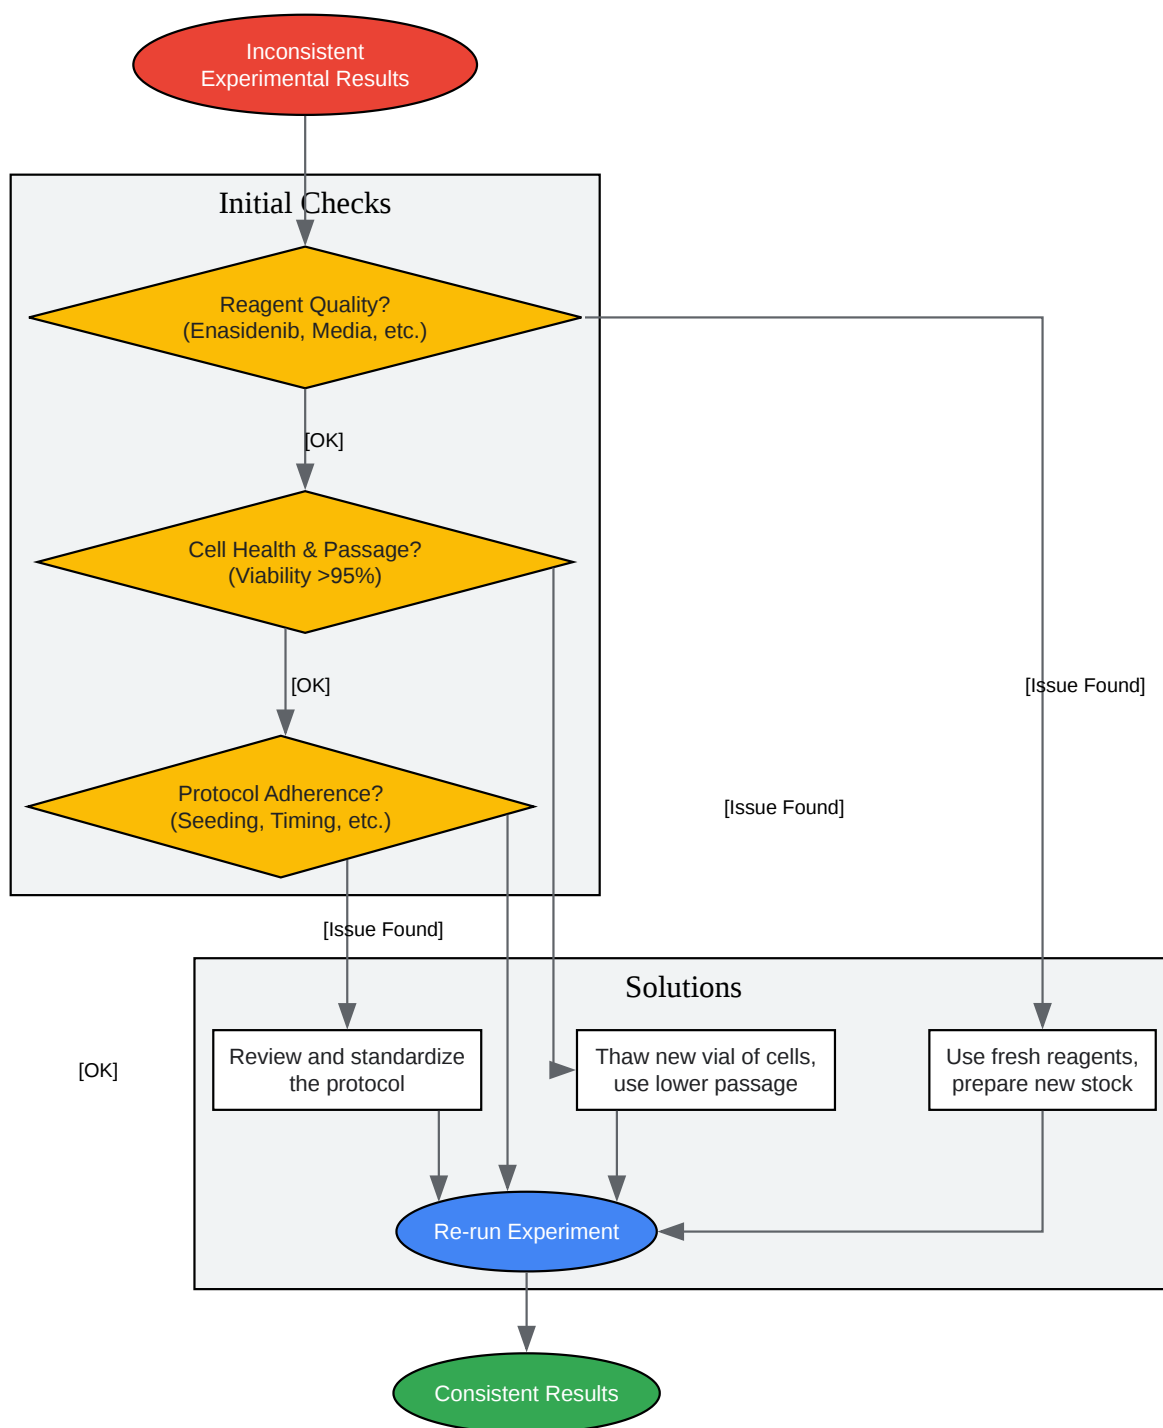 Inconsistent
Experimental Results
Initial Checks
Reagent Quality?
(Enasidenib, Media, etc.)
[OK]
Cell Health & Passage?
(Viability >95%)
[OK]
[Issue Found]
Protocol Adherence?
(Seeding, Timing, etc.)
[Issue Found]
[Issue Found]
Solutions
[OK]
Review and standardize
the protocol
Thaw new vial of cells,
use lower passage
Use fresh reagents,
prepare new stock
Re-run Experiment
Consistent Results